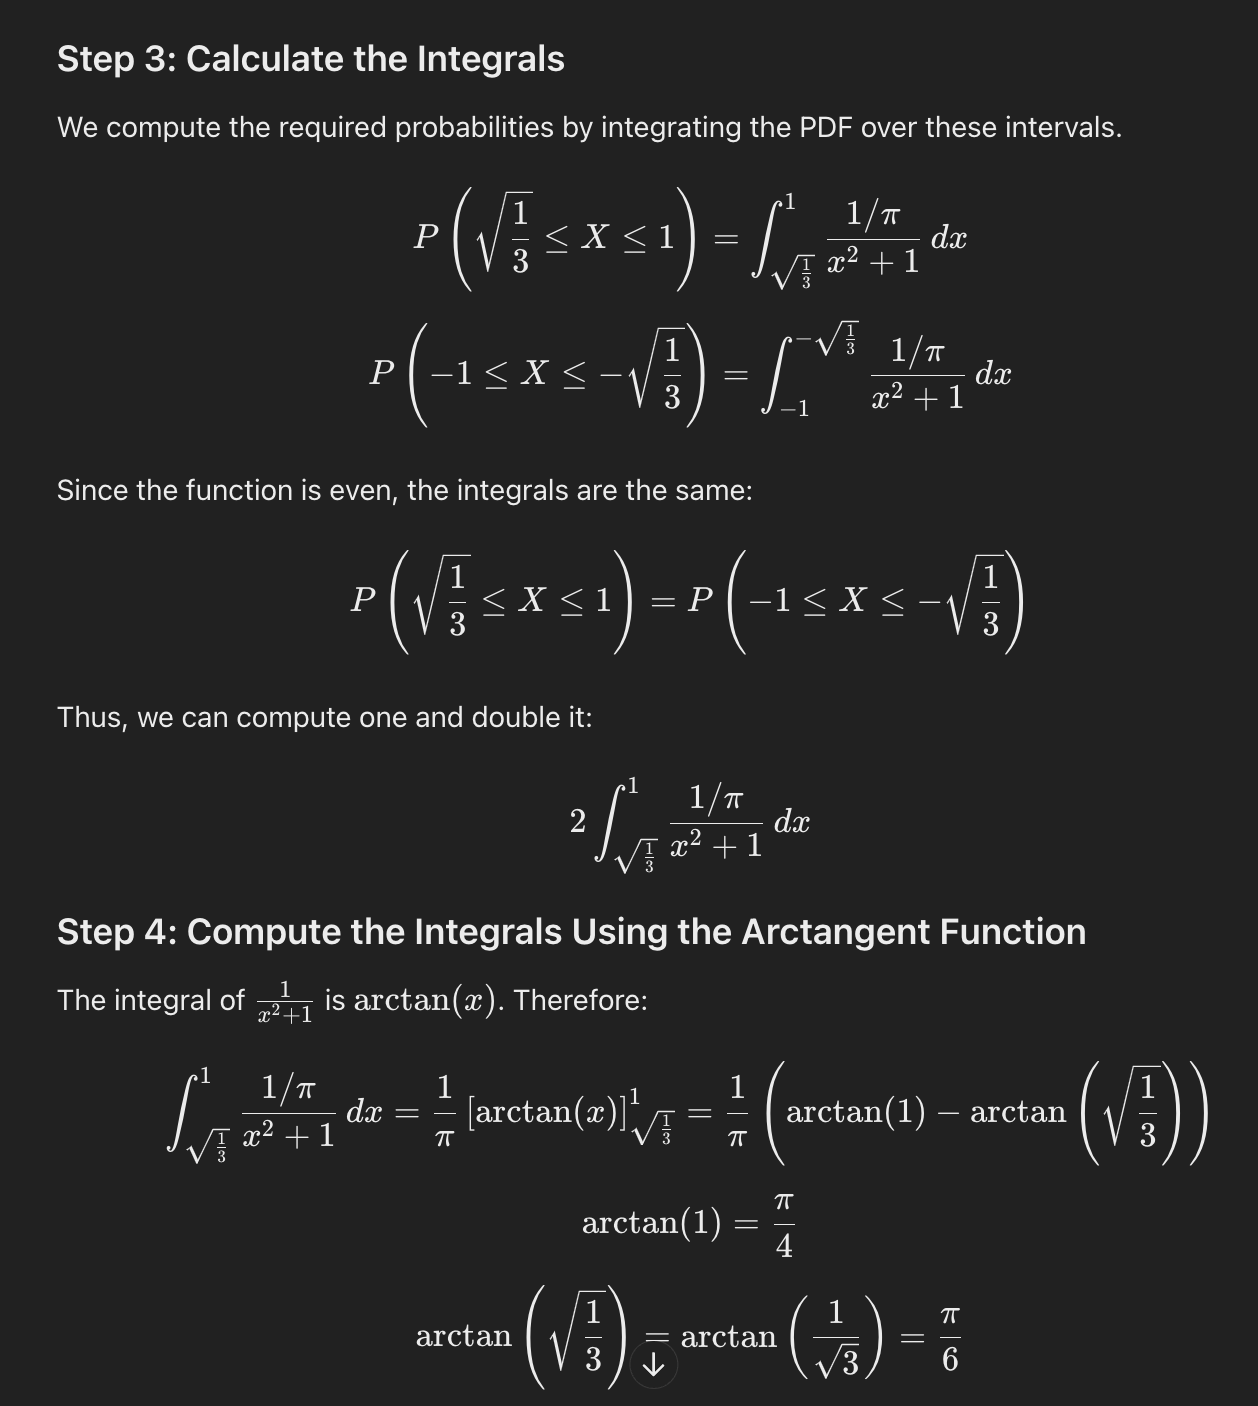 Step 3: Calculate the Integrals
We compute the required probabilities by integrating the PDF over these intervals.
P(√(1/3) ≤ X ≤ 1) = ∫_{√(1/3)}^{1} (1/π)/(x² + 1) dx
P(−1 ≤ X ≤ −√(1/3)) = ∫_{−1}^{−√(1/3)} (1/π)/(x² + 1) dx
Since the function is even, the integrals are the same:
P(√(1/3) ≤ X ≤ 1) = P(−1 ≤ X ≤ −√(1/3))
Thus, we can compute one and double it:
2 ∫_{√(1/3)}^{1} (1/π)/(x² + 1) dx
Step 4: Compute the Integrals Using the Arctangent Function
The integral of 1/(x²+1) is arctan(x). Therefore:
∫_{√(1/3)}^{1} (1/π)/(x² + 1) dx = 1/π [arctan(x)]_{√(1/3)}^{1} = 1/π (arctan(1) − arctan(√(1/3)))
arctan(1) = π/4
arctan(√(1/3)) = arctan(1/√3) = π/6